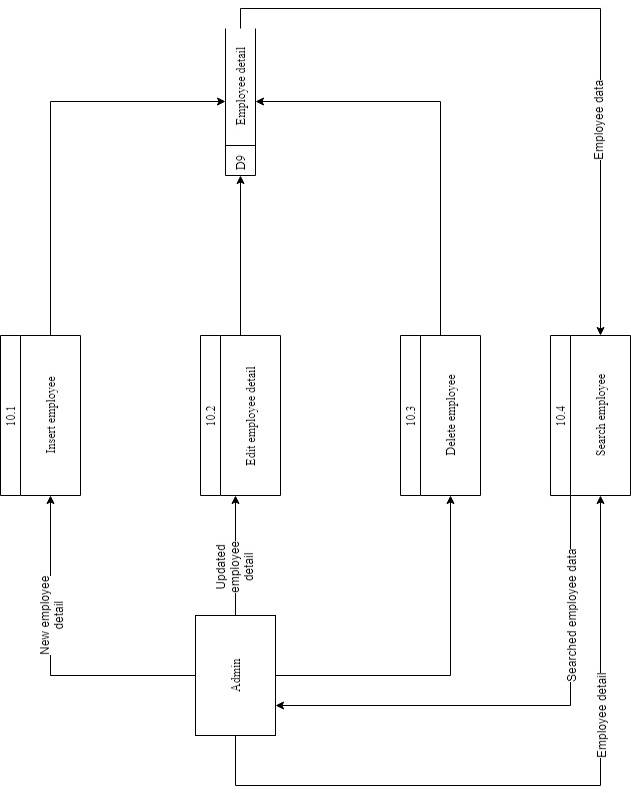 10.1
Insert employee
10.2
Edit employee detail
10.3
Delete employee
10.4
Search employee
D9
Employee detail
Employee data
New employee
detail
Updated
employee
detail
Admin
Searched employee data
Employee detail